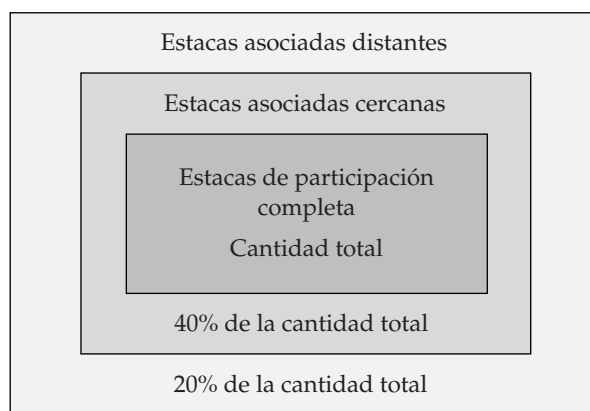 Estacas asociadas distantes
Estacas asociadas cercanas
Estacas de participación
completa
Cantidad total
40% de la cantidad total
20% de la cantidad total